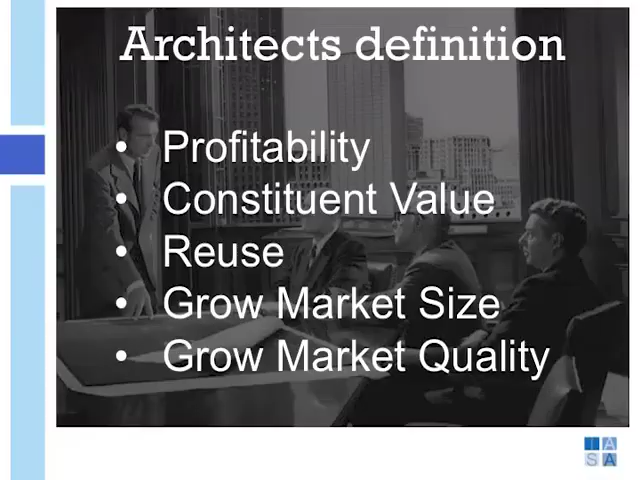 Architects definition
• Profitability
• Constituent Value
• Reuse
• Grow Market Size
• Grow Market Quality
I A
S A